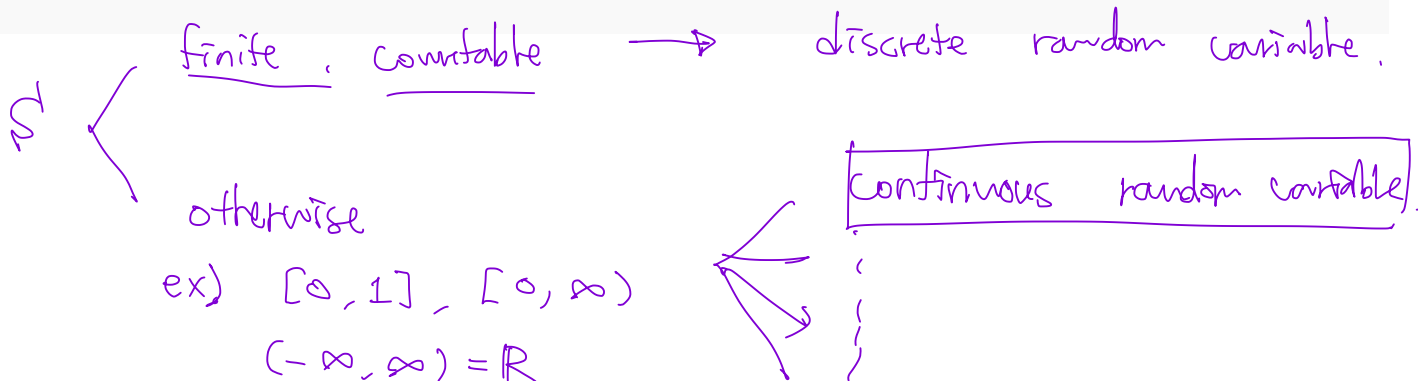 finite, countable → discrete random variable.
S
continuous random variable.
otherwise
ex) [0, 1], [0, ∞)
(-∞, ∞) = ℝ